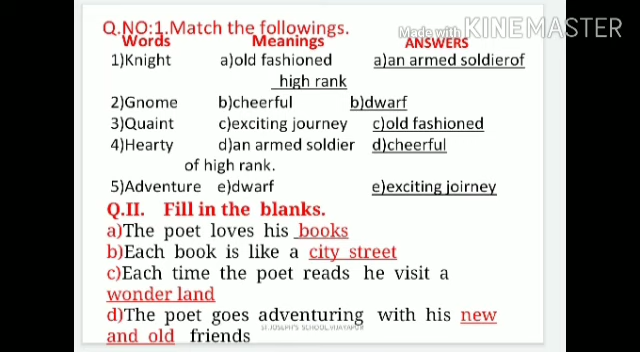 Q.NO:1.Match the followings.
Made with KINEMASTER
Words Meanings ANSWERS
1)Knight a)old fashioned a)an armed soldierof
high rank
2)Gnome b)cheerful b)dwarf
3)Quaint c)exciting journey c)old fashioned
4)Hearty d)an armed soldier d)cheerful
of high rank.
5)Adventure e)dwarf e)exciting joirney
Q.II. Fill in the blanks.
a)The poet loves his books
b)Each book is like a city street
c)Each time the poet reads he visit a
wonder land
d)The poet goes adventuring with his new
ST.JOSEPH'S SCHOOL,VIJAYAPUR
and old friends